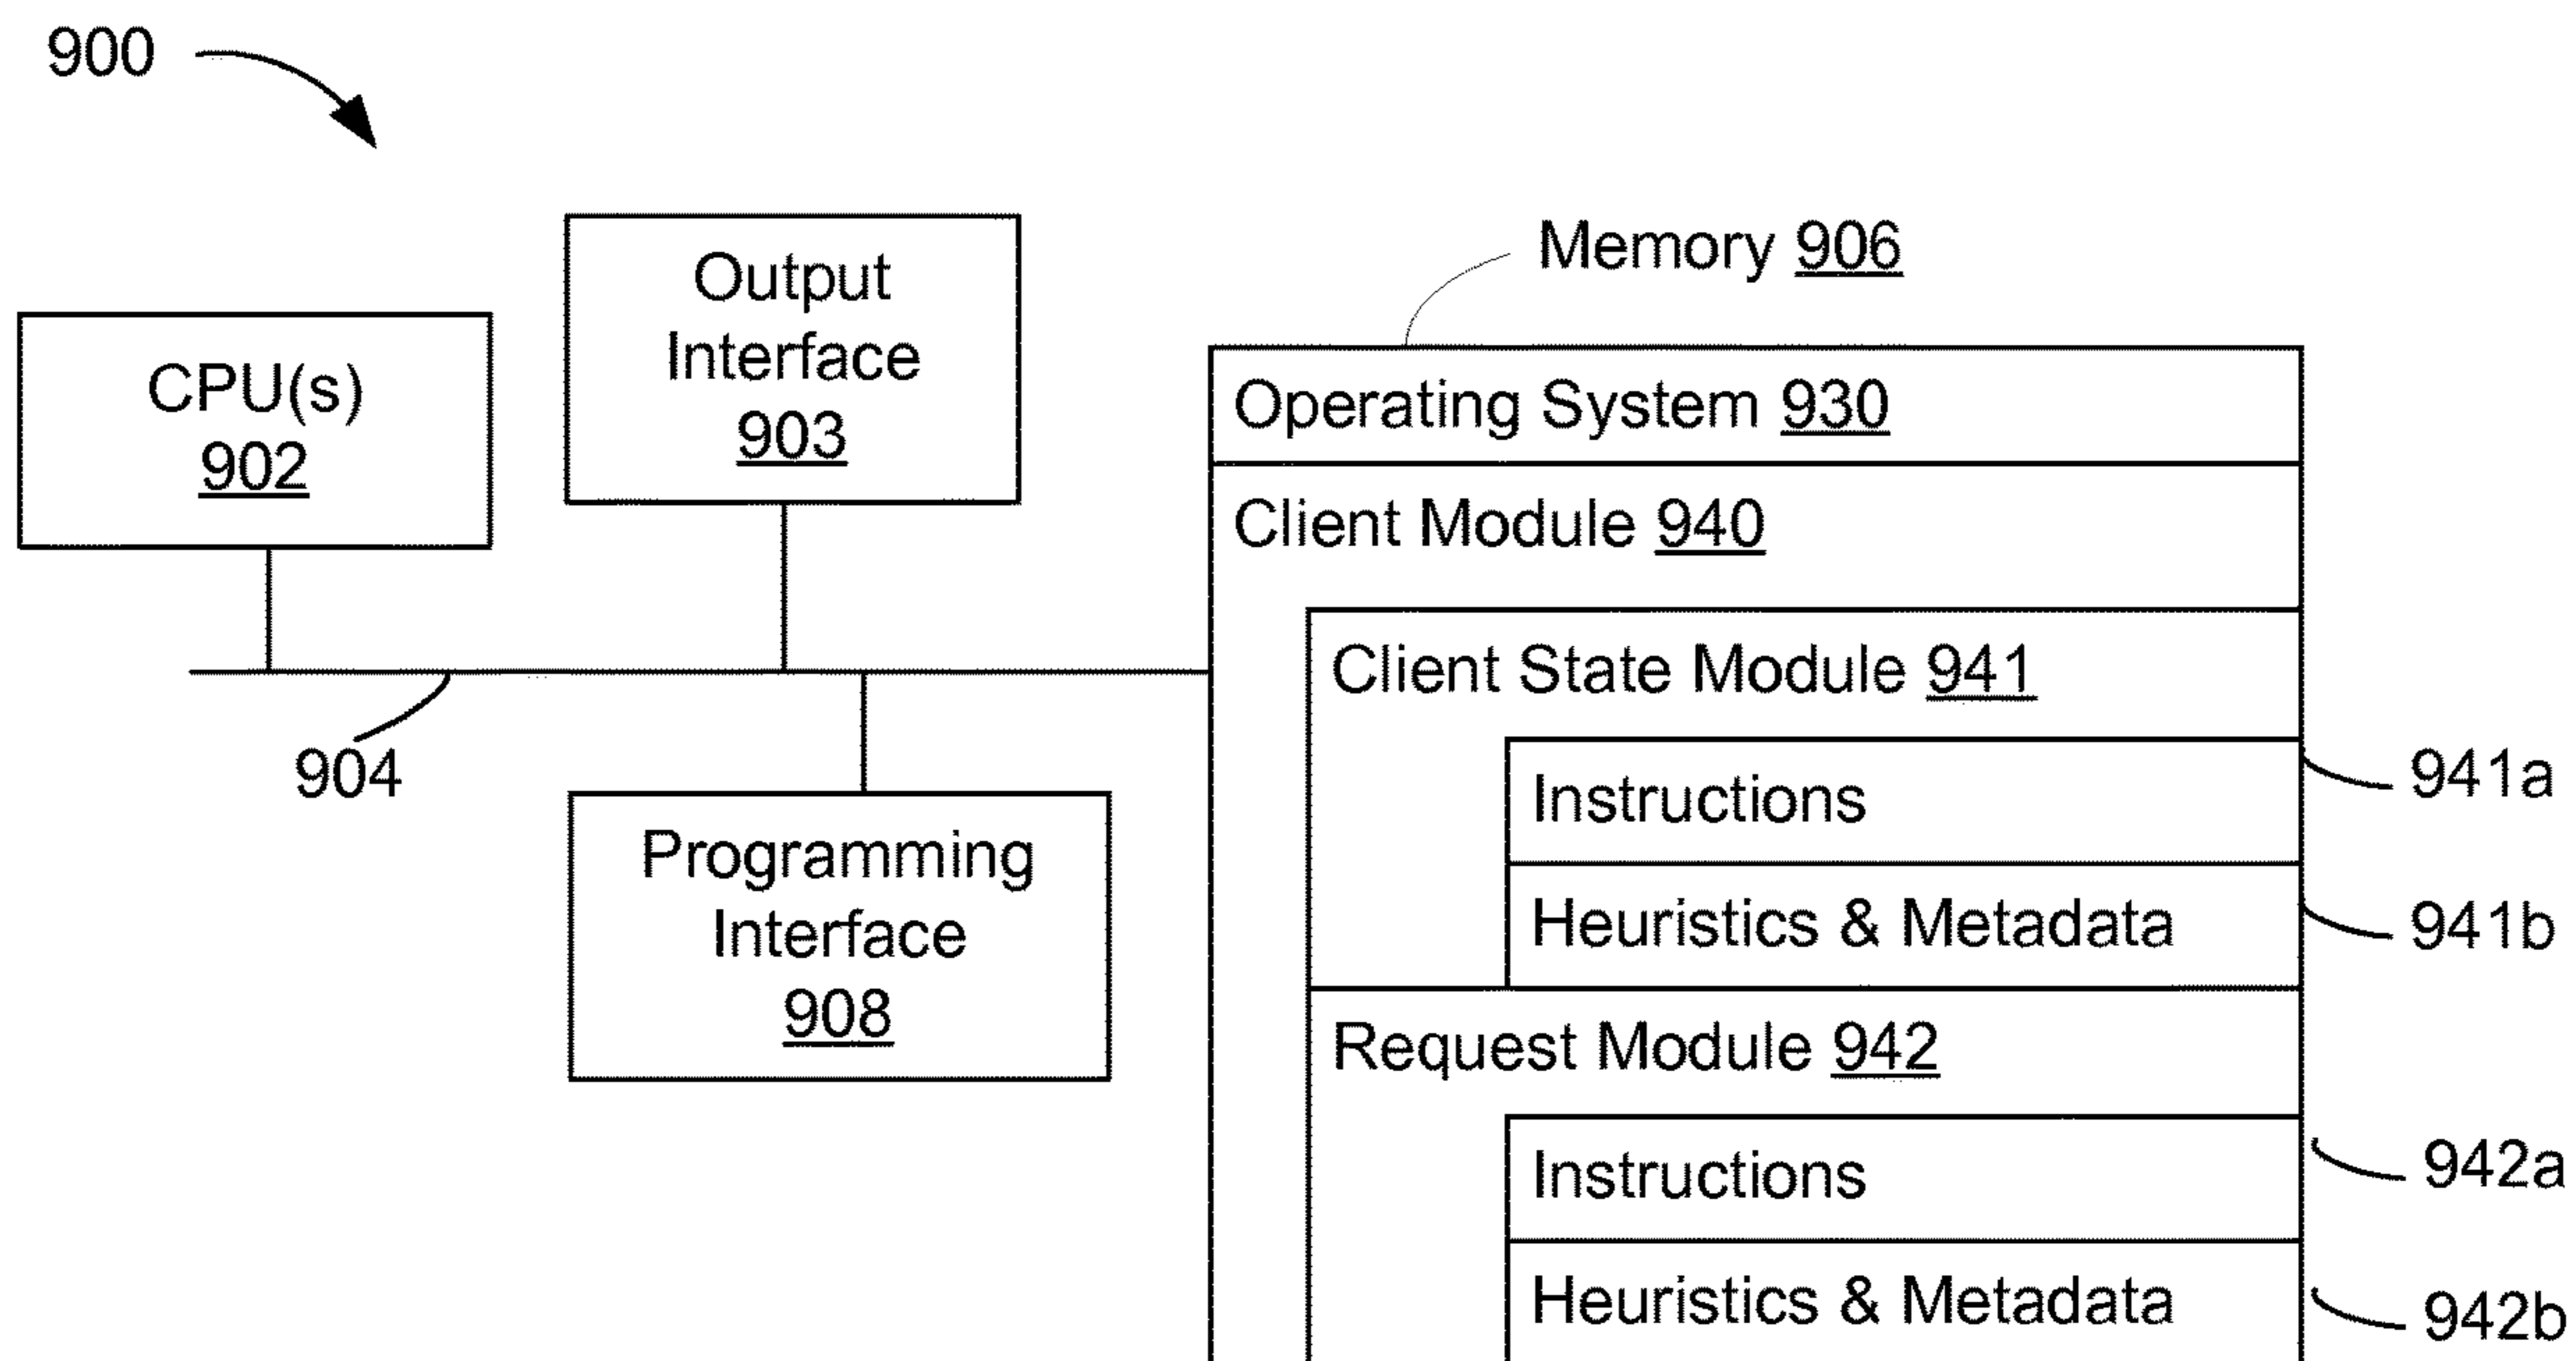 900
CPU(s)
902
Output
Interface
903
904
Programming
Interface
908
Memory 906
Operating System 930
Client Module 940
Client State Module 941
Instructions
941a
Heuristics & Metadata
941b
Request Module 942
Instructions
942a
Heuristics & Metadata
942b